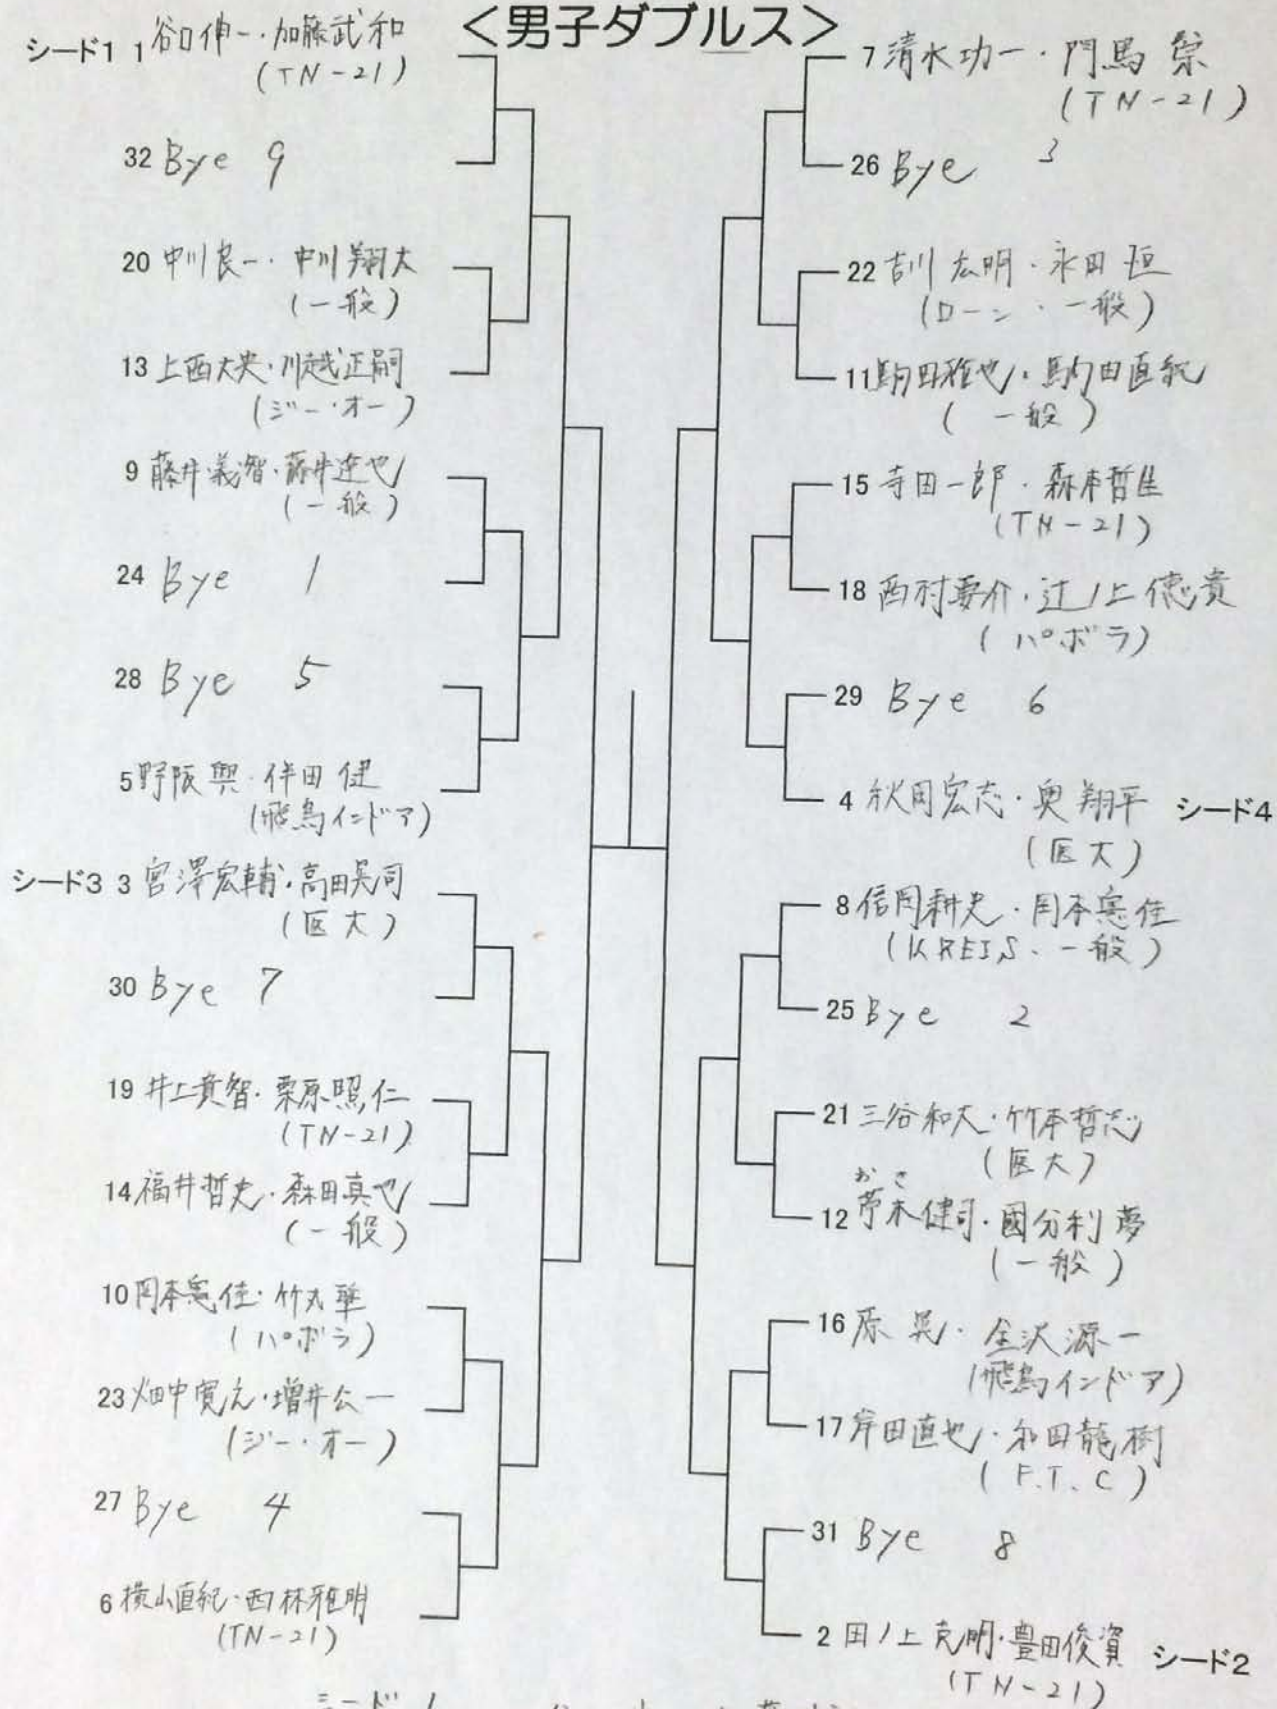 <男子ダブルス>
シード1 1 谷口伸一・加藤武和
(TN-21)
32 Bye 9
20 中川良一・中川翔太
(一般)
13 上西大央・川越正嗣
(ジー・オー)
9 藤井義智・藤井達也
(一般)
24 Bye 1
28 Bye 5
5 野阪興・伴田健
(飛鳥インドア)
シード3 3 宮澤宏輔・高田晃司
(医大)
30 Bye 7
19 井上貴智・栗原照仁
(TN-21)
14 福井哲史・森田真也
(一般)
10 岡本憲佳・竹丸華
(パボラ)
23 畑中寛之・増井公一
(ジー・オー)
27 Bye 4
6 横山直紀・西林雅明
(TN-21)
7 清水功一・門馬崇
(TN-21)
26 Bye 3
22 吉川広明・永田恒
(ローン・一般)
11 駒田雅也・駒田直紀
(一般)
15 寺田一郎・森本哲生
(TN-21)
18 西村要介・辻ノ上徳貴
(パボラ)
29 Bye 6
4 秋岡宏志・奥翔平 シード4
(医大)
8 信岡耕史・岡本憲佳
(KREIS・一般)
25 Bye 2
21 三谷和大・竹本哲志
(医大)
おさ
12 木健司・國分利夢
(一般)
16 原晃・金沢源一
(飛鳥インドア)
17 岸田直也・和田龍樹
(F.T.C)
31 Bye 8
2 田ノ上克明・豊田俊資 シード2
(TN-21)